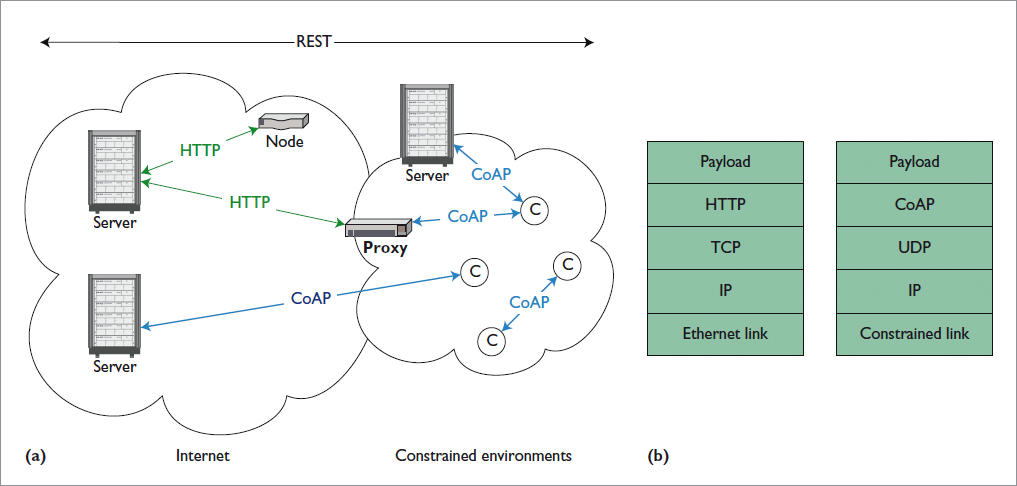 REST
Node
HTTP
Server
CoAP
HTTP
Server
CoAP
C
Proxy
C
C
CoAP
CoAP
C
Server
(a)
Internet
Constrained environments
Payload
HTTP
TCP
IP
Ethernet link
Payload
CoAP
UDP
IP
Constrained link
(b)